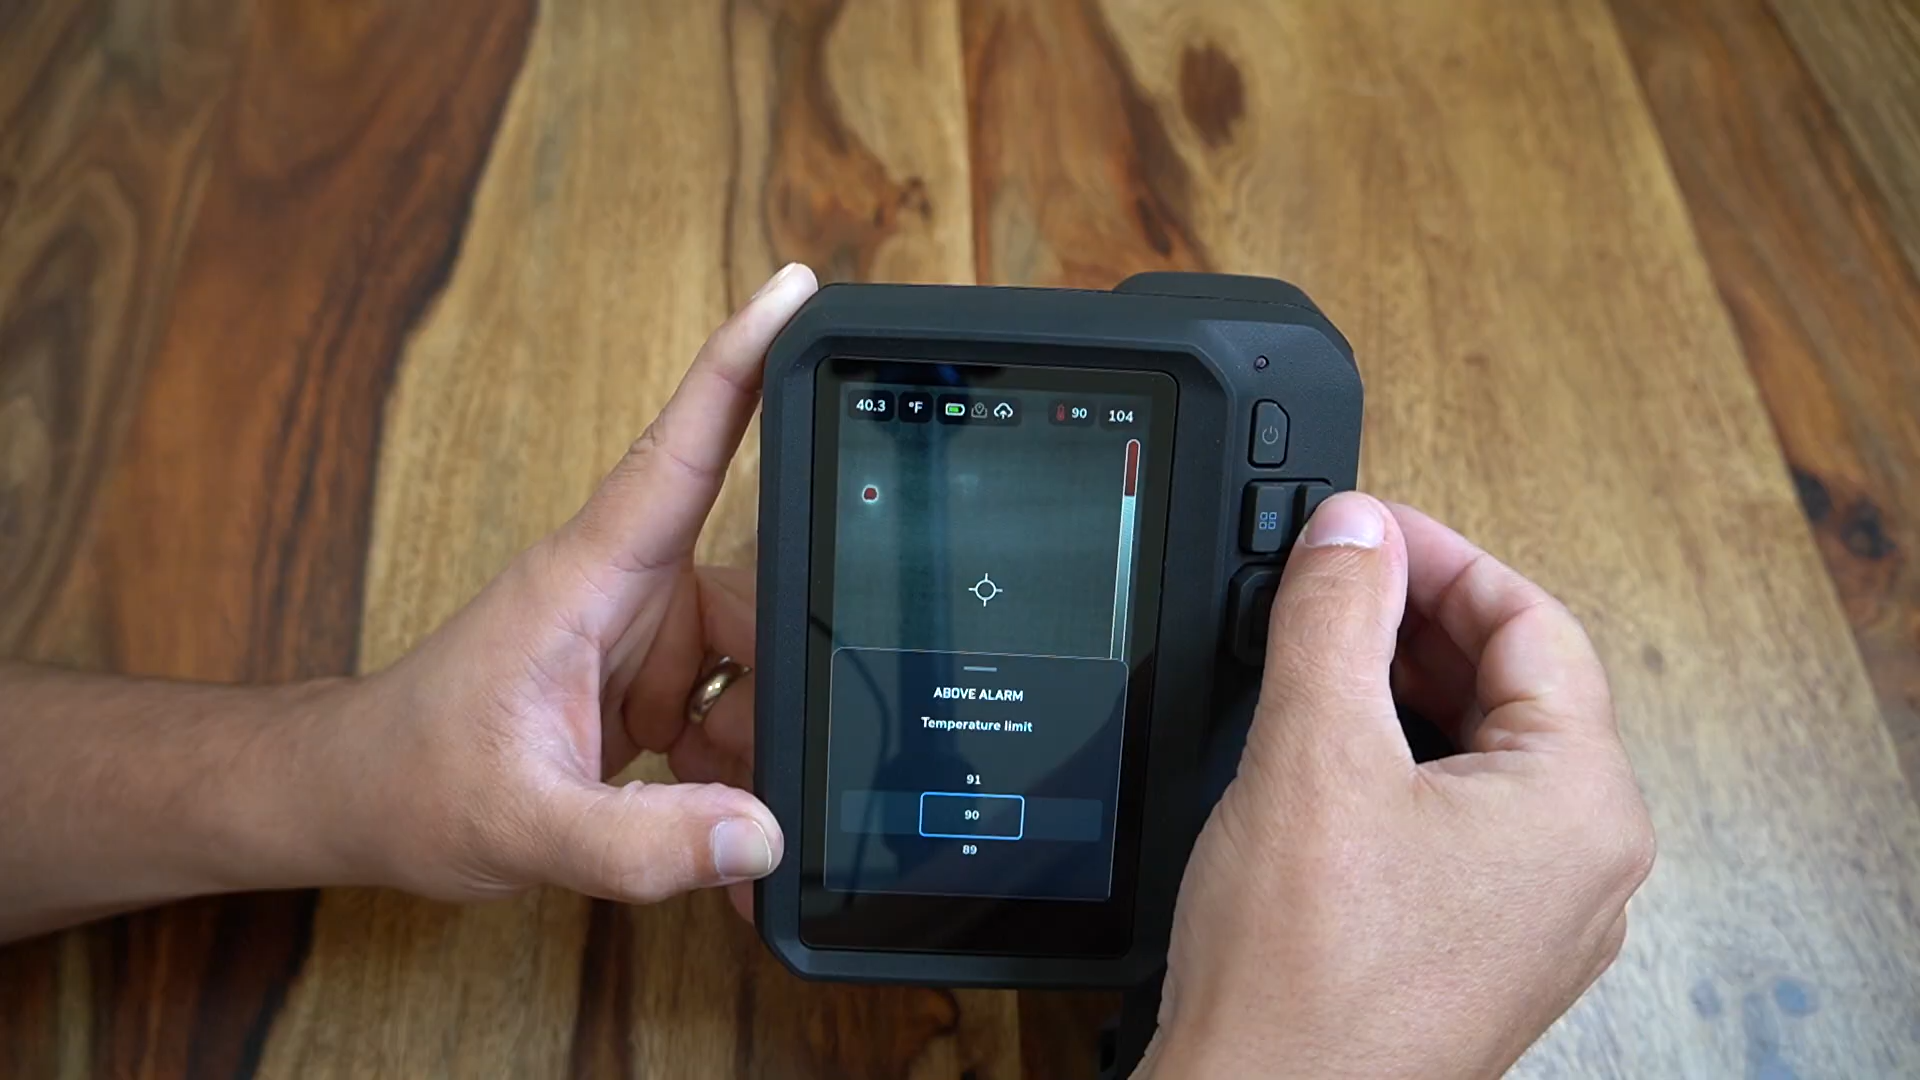 40.3 °F 90 104
ABOVE ALARM
Temperature limit
91
90
89